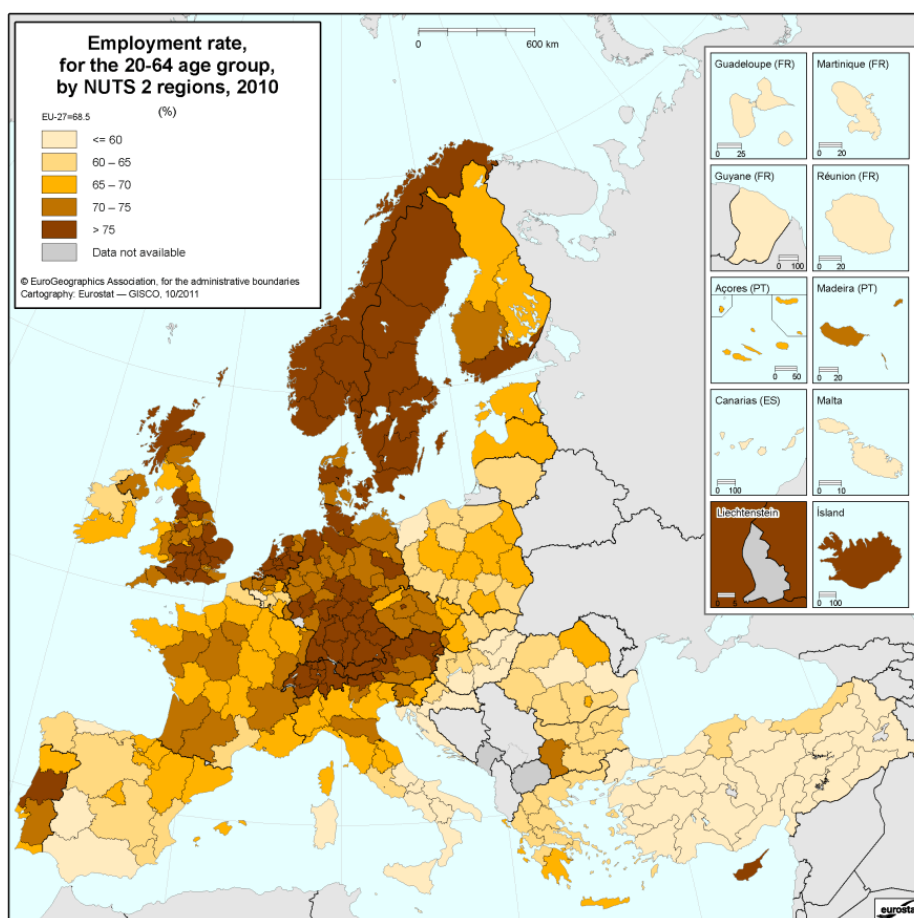 Employment rate,
for the 20-64 age group,
by NUTS 2 regions, 2010
(%)
EU-27=68.5
<= 60
60 – 65
65 – 70
70 – 75
> 75
Data not available
© EuroGeographics Association, for the administrative boundaries
Cartography: Eurostat — GISCO, 10/2011
0 600 km
Guadeloupe (FR)
0 25
Martinique (FR)
0 20
Guyane (FR)
0 100
Réunion (FR)
0 20
Açores (PT)
0 50
Madeira (PT)
0 20
Canarias (ES)
0 100
Malta
0 10
Liechtenstein
0 5
Ísland
0 100
eurostat